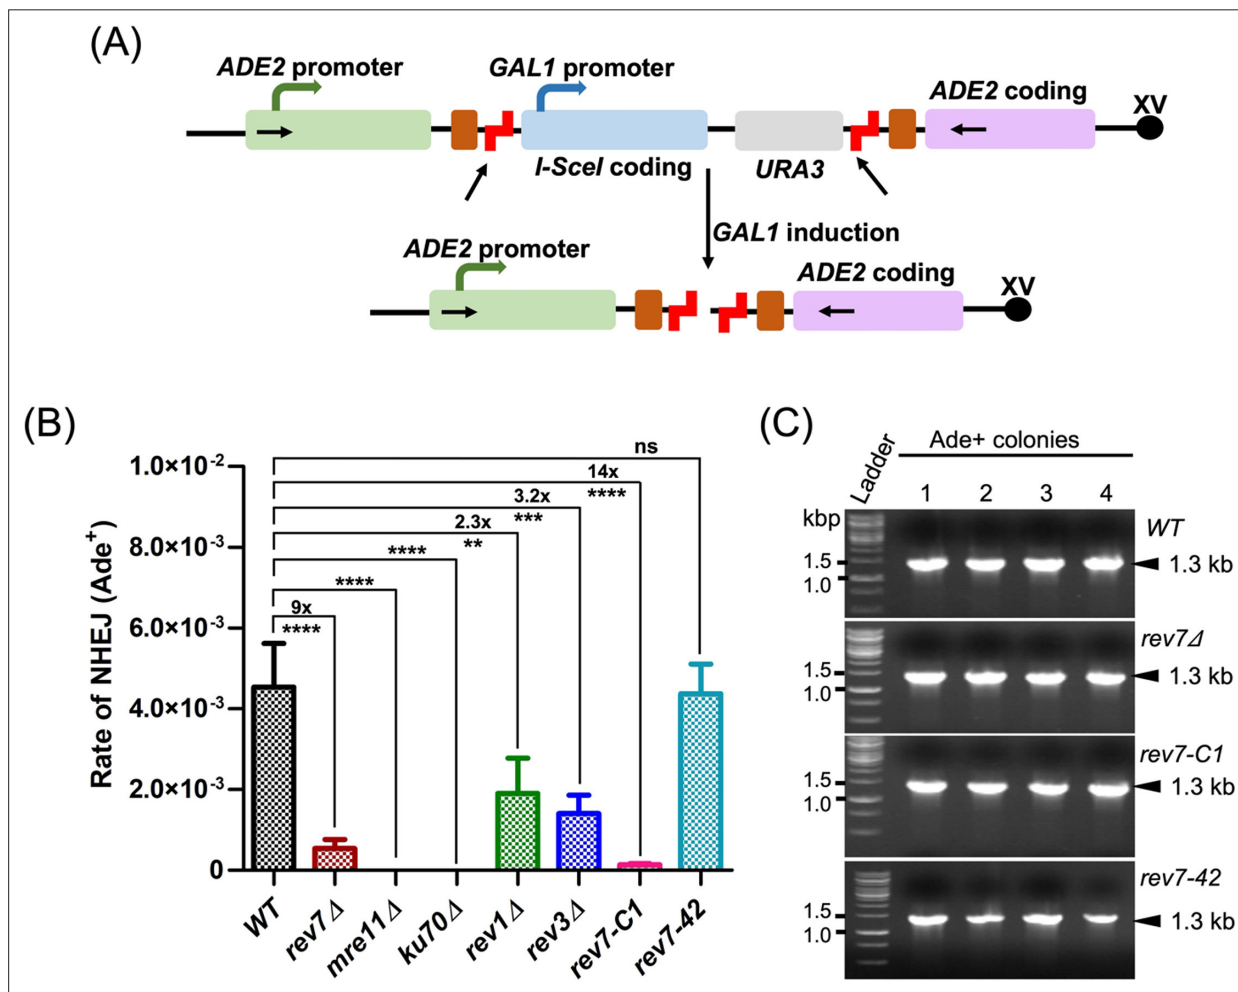 (A)
ADE2 promoter
GAL1 promoter
ADE2 coding
XV
I-SceI coding
URA3
GAL1 induction
ADE2 promoter
ADE2 coding
XV
(B)
Rate of NHEJ (Ade+)
1.0×10-2
8.0×10-3
6.0×10-3
4.0×10-3
2.0×10-3
0
ns
14x
****
3.2x
***
2.3x
**
****
****
9x
****
WT
rev7Δ
mre11Δ
ku70Δ
rev1Δ
rev3Δ
rev7-C1
rev7-42
(C)
Ladder
Ade+ colonies
1 2 3 4
kbp
WT
1.5
1.0
1.3 kb
rev7Δ
1.5
1.0
1.3 kb
rev7-C1
1.5
1.0
1.3 kb
rev7-42
1.5
1.0
1.3 kb